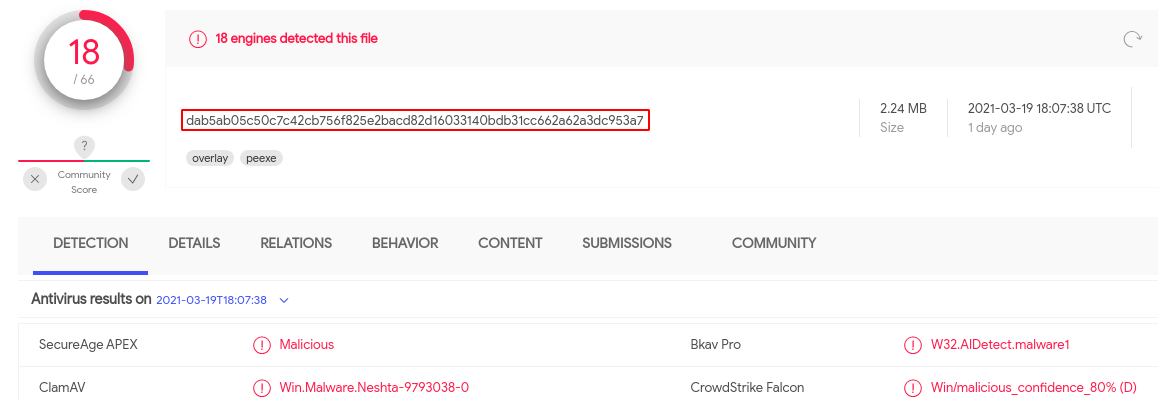 18
/ 66
?
Community
Score
18 engines detected this file
dab5ab05c50c7c42cb756f825e2bacd82d16033140bdb31cc662a62a3dc953a7
overlay peexe
2.24 MB
Size
2021-03-19 18:07:38 UTC
1 day ago
DETECTION DETAILS RELATIONS BEHAVIOR CONTENT SUBMISSIONS COMMUNITY
Antivirus results on 2021-03-19T18:07:38
SecureAge APEX Malicious Bkav Pro W32.AIDetect.malware1
ClamAV Win.Malware.Neshta-9793038-0 CrowdStrike Falcon Win/malicious_confidence_80% (D)